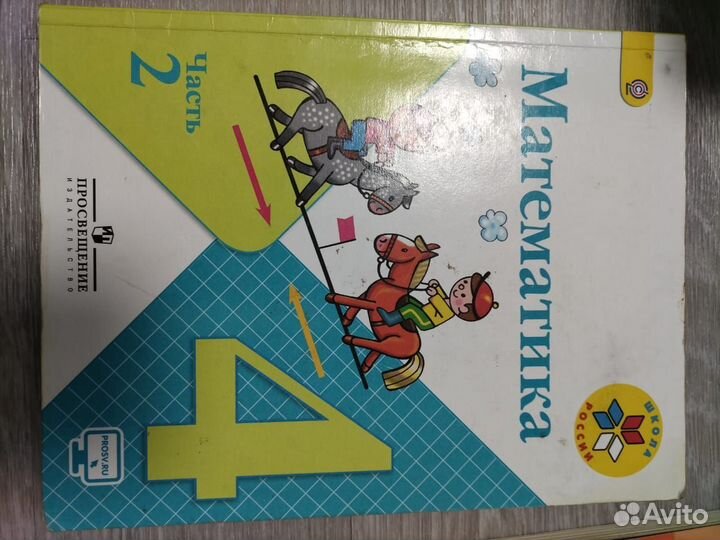 Математика
Часть
2
4
ШКОЛА
РОССИИ
ПРОСВЕЩЕНИЕ
ИЗДАТЕЛЬСТВО
PROSV.RU
Avito